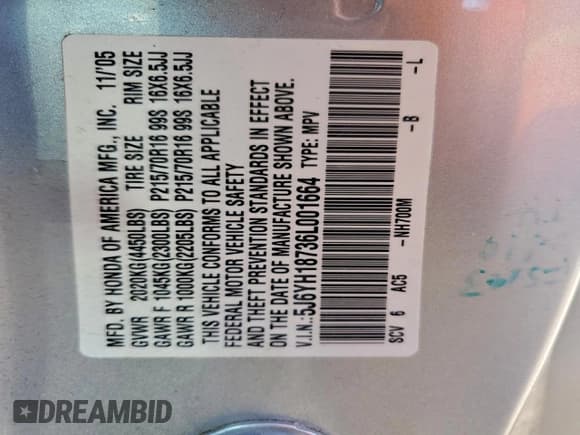 MFD. BY HONDA OF AMERICA MFG., INC. 11/'05
GVWR 2020KG(4450LBS) TIRE SIZE RIM SIZE
GAWR F 1045KG(2300LBS) P215/70R16 99S 16X6.5JJ
GAWR R 1000KG(2205LBS) P215/70R16 99S 16X6.5JJ
THIS VEHICLE CONFORMS TO ALL APPLICABLE
FEDERAL MOTOR VEHICLE SAFETY
AND THEFT PREVENTION STANDARDS IN EFFECT
ON THE DATE OF MANUFACTURE SHOWN ABOVE.
V.I.N.:5J6YH18736L001664 TYPE: MPV
SCV 6 AC5 -NH700M -B -L
DREAMBID